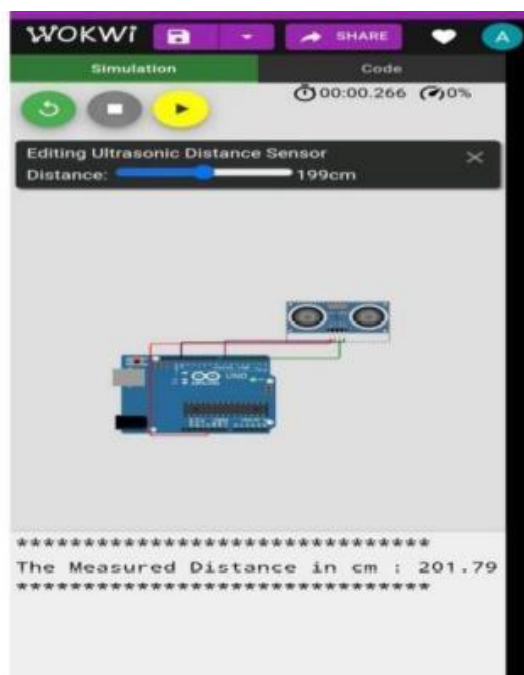 WOKWi SHARE A
Simulation Code
00:00.266 0%
Editing Ultrasonic Distance Sensor
Distance: 199cm
UNO
*******************************
The Measured Distance in cm : 201.79
*******************************